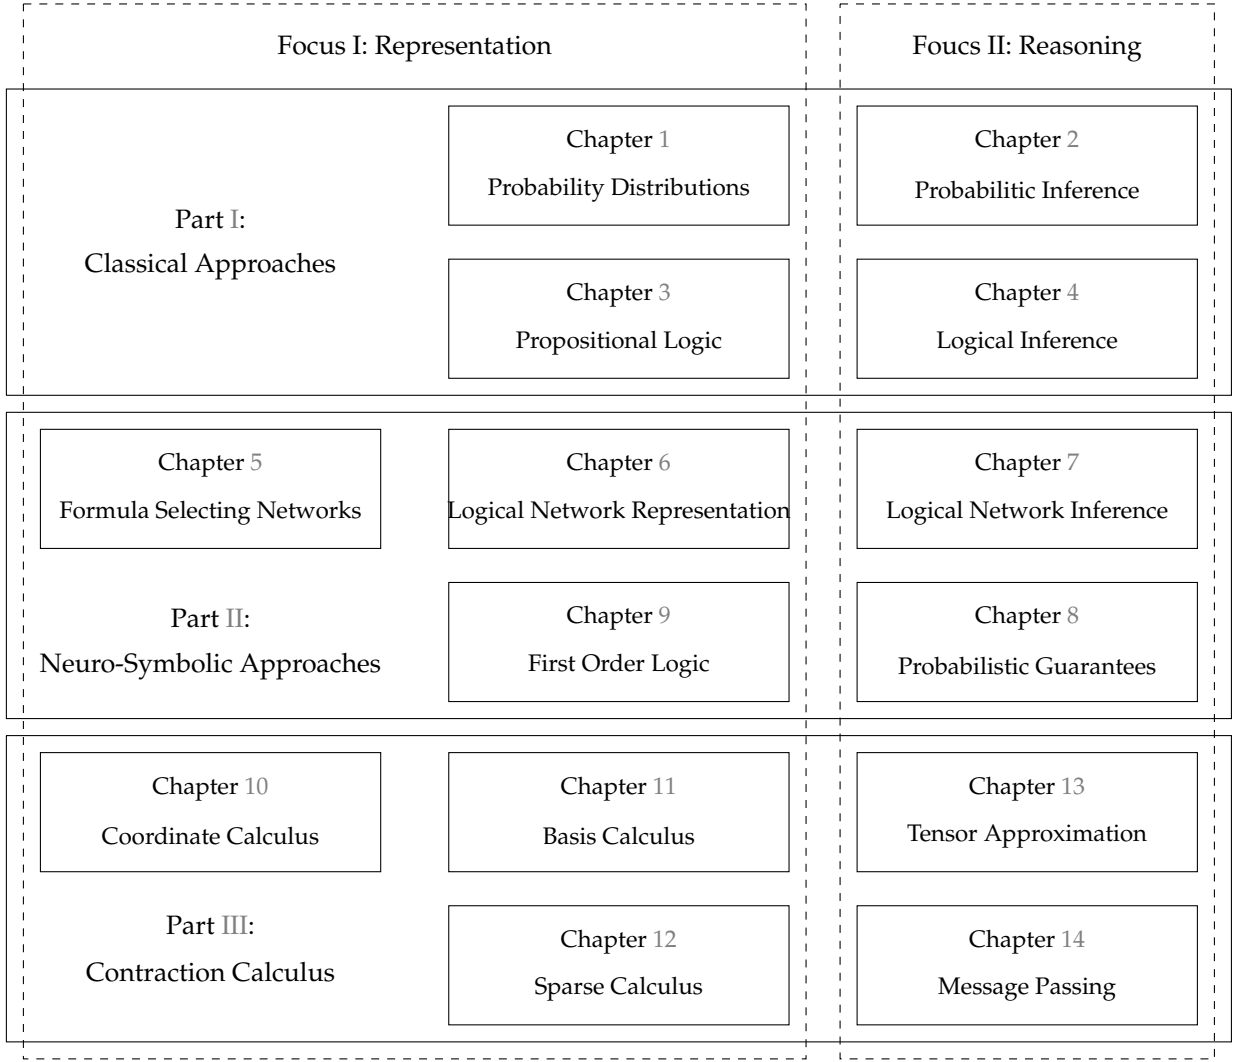 Focus I: Representation
Foucs II: Reasoning
Part I:
Classical Approaches
Chapter 1
Probability Distributions
Chapter 2
Probabilitic Inference
Chapter 3
Propositional Logic
Chapter 4
Logical Inference
Chapter 5
Formula Selecting Networks
Chapter 6
Logical Network Representation
Chapter 7
Logical Network Inference
Part II:
Neuro-Symbolic Approaches
Chapter 9
First Order Logic
Chapter 8
Probabilistic Guarantees
Chapter 10
Coordinate Calculus
Chapter 11
Basis Calculus
Chapter 13
Tensor Approximation
Part III:
Contraction Calculus
Chapter 12
Sparse Calculus
Chapter 14
Message Passing